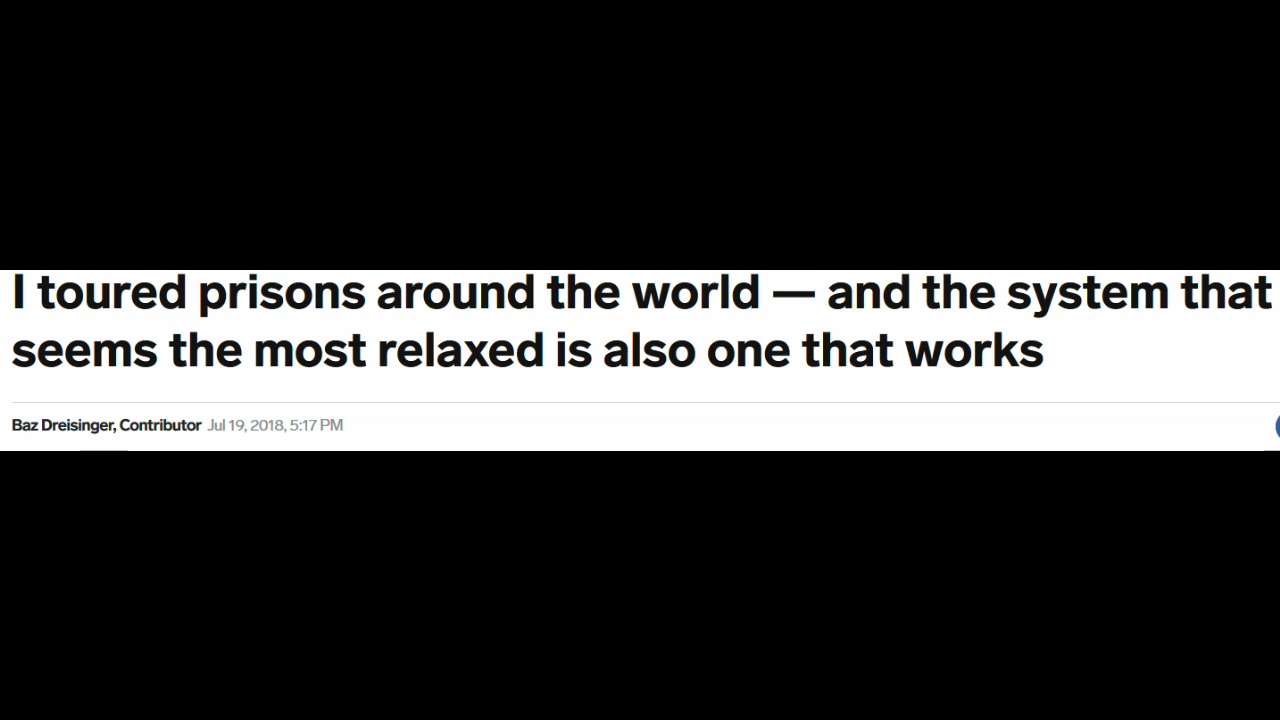 I toured prisons around the world — and the system that
seems the most relaxed is also one that works
Baz Dreisinger, Contributor Jul 19, 2018, 5:17 PM